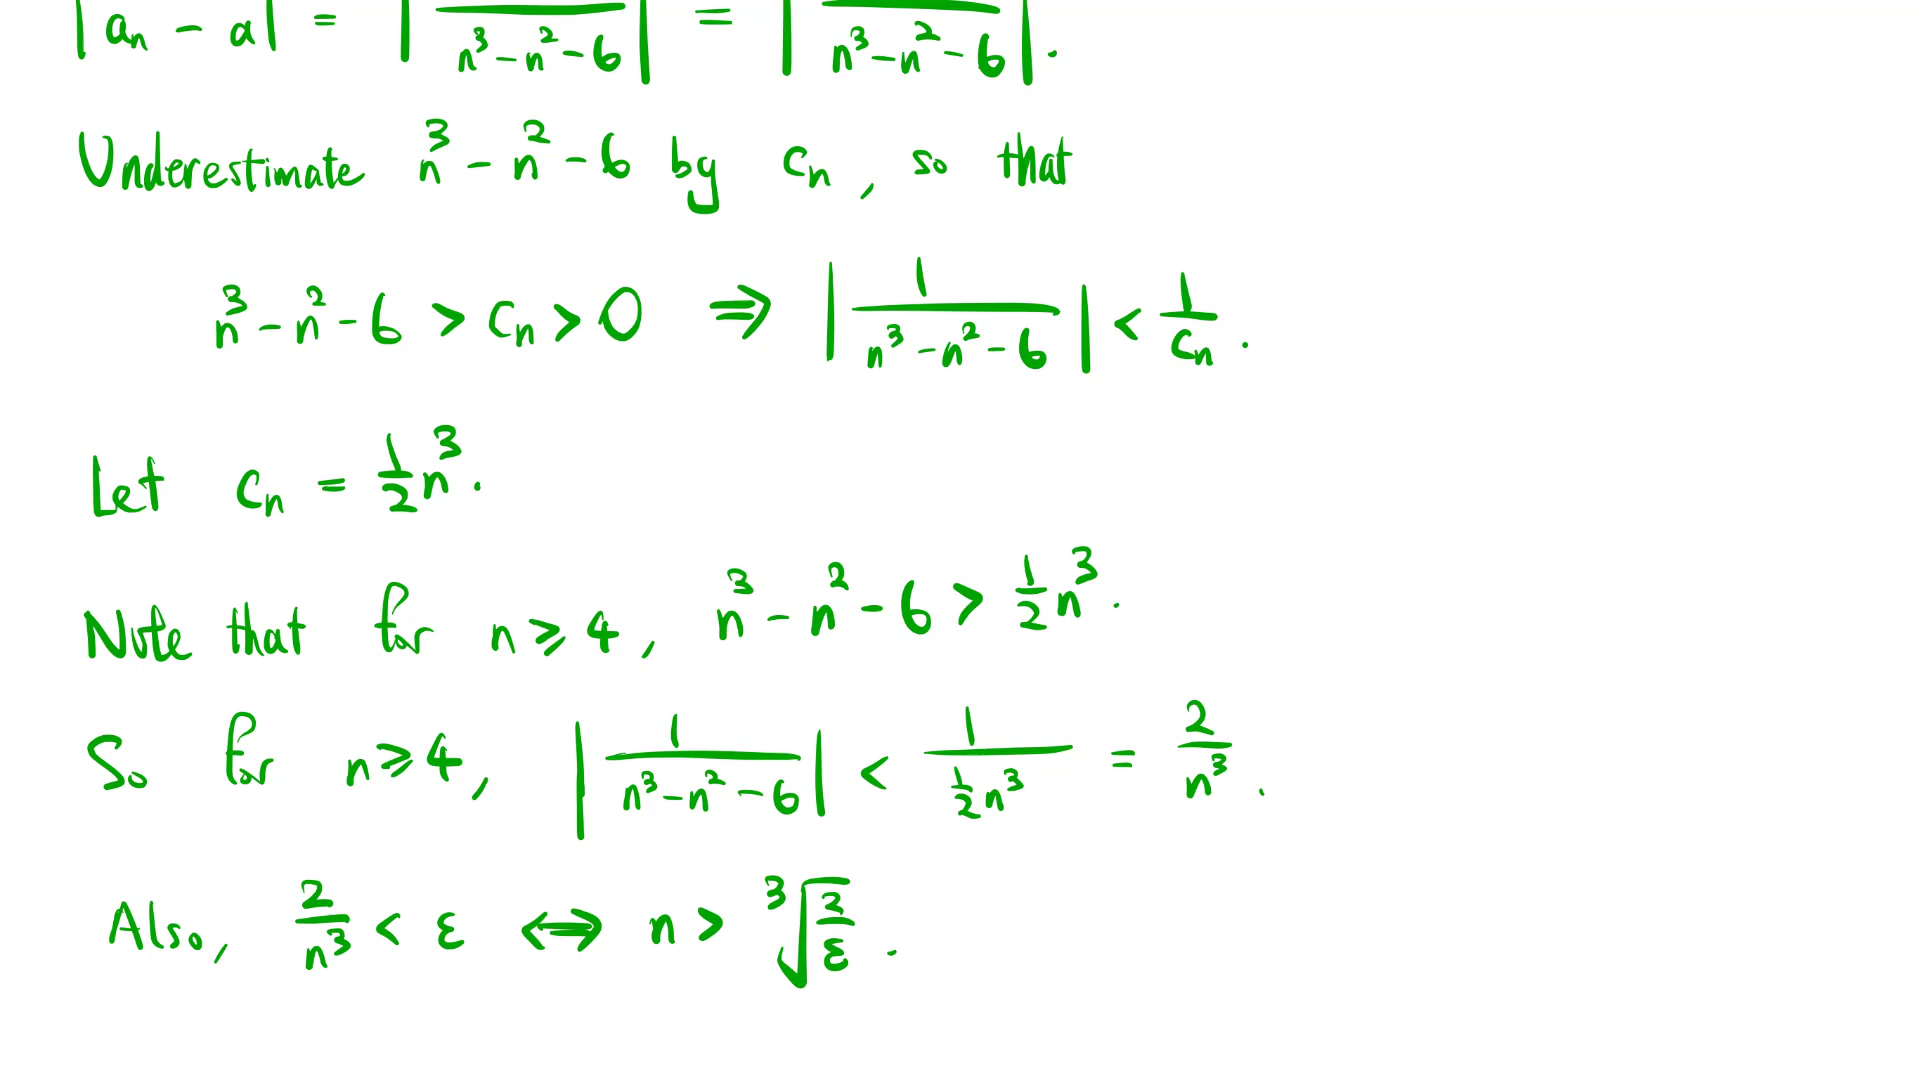 |aₙ - a| = |/(n³-n²-6)| = |/(n³-n²-6)|.
Underestimate n³ - n² - 6 by cₙ, so that
n³ - n² - 6 > cₙ > 0 ⇒ |1/(n³-n²-6)| < 1/cₙ.
Let cₙ = ½n³.
Note that for n ≥ 4, n³ - n² - 6 > ½n³.
So for n ≥ 4, |1/(n³-n²-6)| < 1/(½n³) = 2/n³.
Also, 2/n³ < ε ⟺ n > ∛(2/ε).